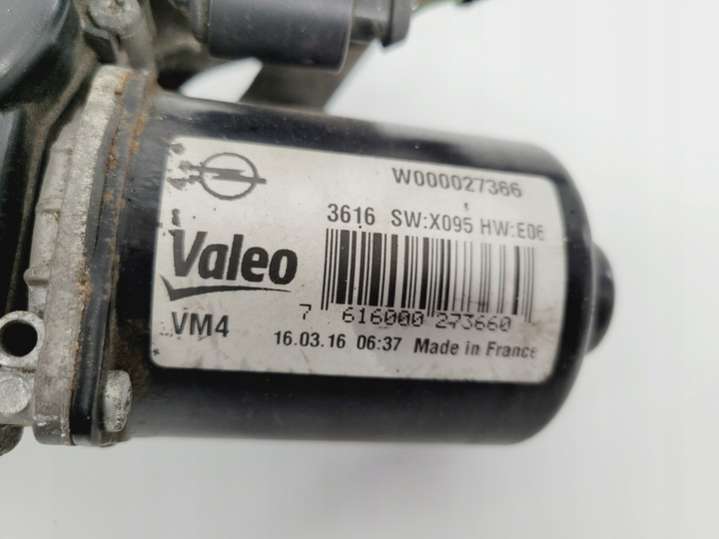 W000027366
3616 SW:X095 HW:E06
Valeo
7 616000 273660
VM4
16.03.16 06:37 Made in France